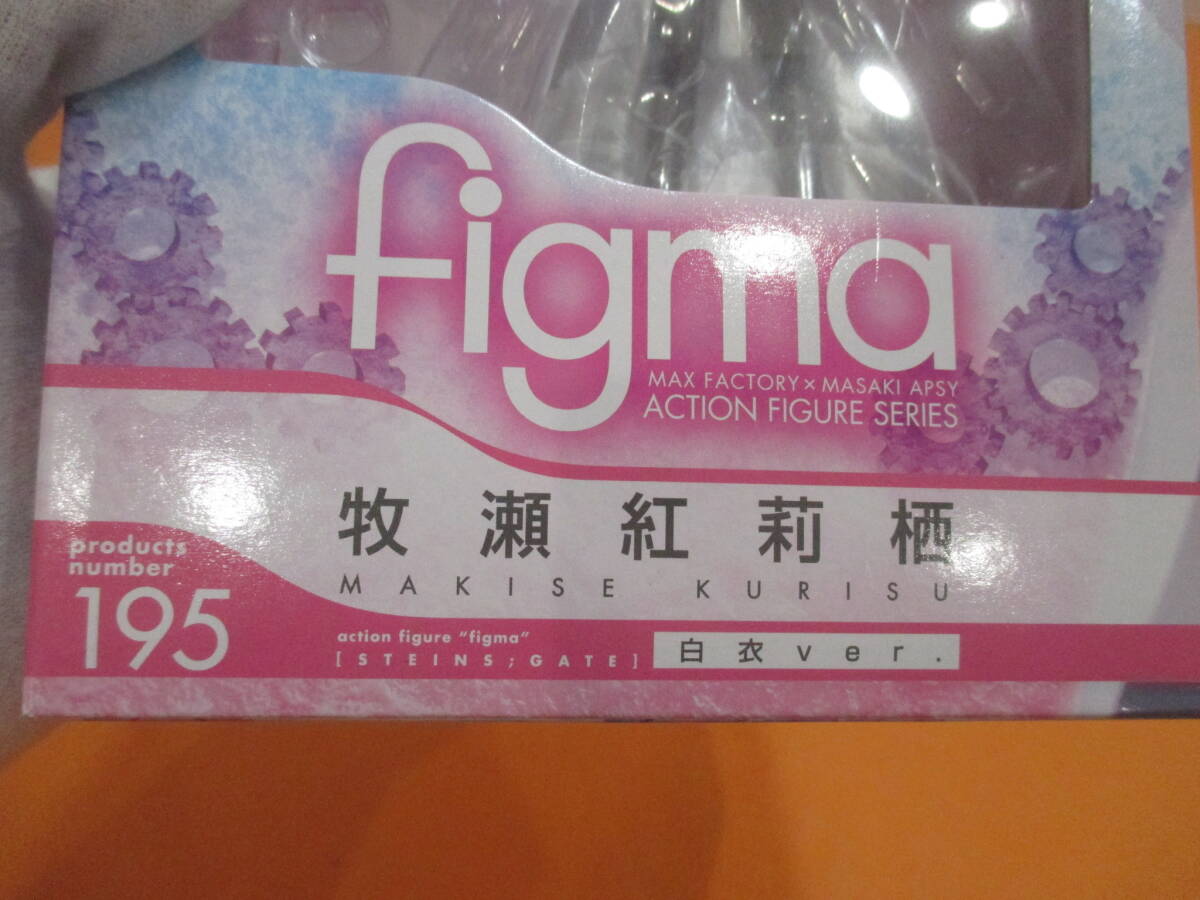 figma
MAX FACTORY×MASAKI APSY
ACTION FIGURE SERIES
牧瀬紅莉栖
MAKISE KURISU
products
number
195
action figure "figma"
[STEINS;GATE]
白衣ver.